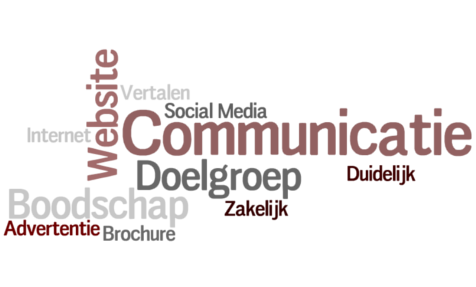 Website
Vertalen
Social Media
Communicatie
Internet
Doelgroep
Duidelijk
Boodschap
Zakelijk
Advertentie
Brochure